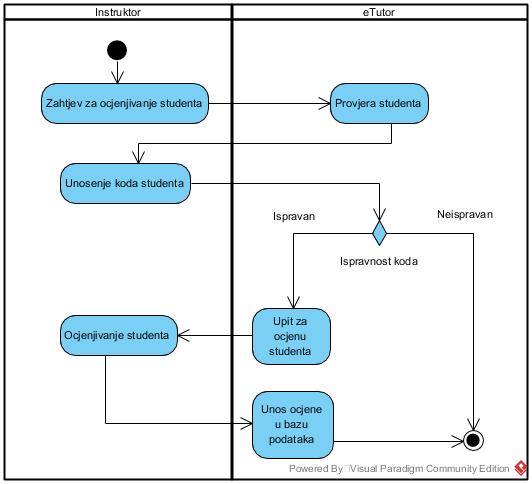 Instruktor
eTutor
Zahtjev za ocjenjivanje studenta
Provjera studenta
Unosenje koda studenta
Ispravan
Neispravan
Ispravnost koda
Ocjenjivanje studenta
Upit za
ocjenu
studenta
Unos ocjene
u bazu
podataka
Powered By Visual Paradigm Community Edition